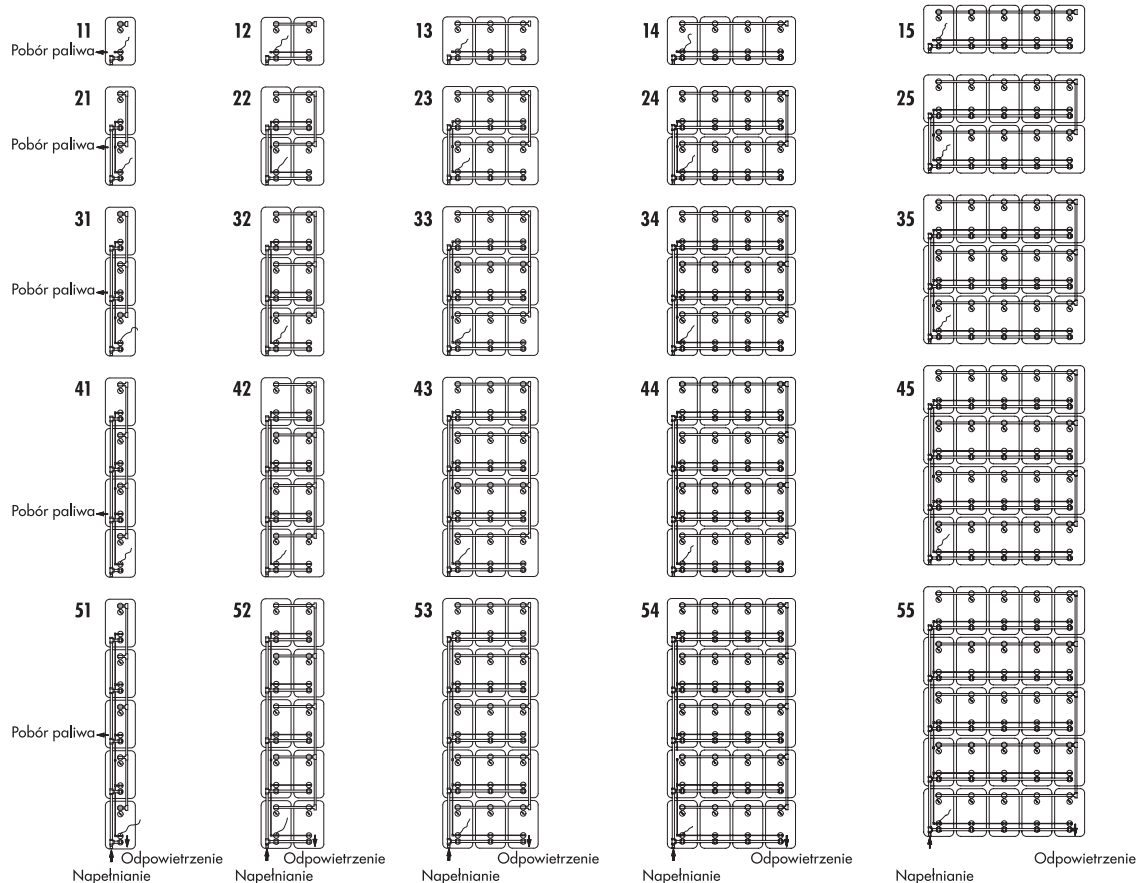 11 12 13 14 15
Pobór paliwa
21 22 23 24 25
Pobór paliwa
31 32 33 34 35
Pobór paliwa
41 42 43 44 45
Pobór paliwa
51 52 53 54 55
Pobór paliwa
Odpowietrzenie Odpowietrzenie Odpowietrzenie Odpowietrzenie Odpowietrzenie
Napełnianie Napełnianie Napełnianie Napełnianie Napełnianie